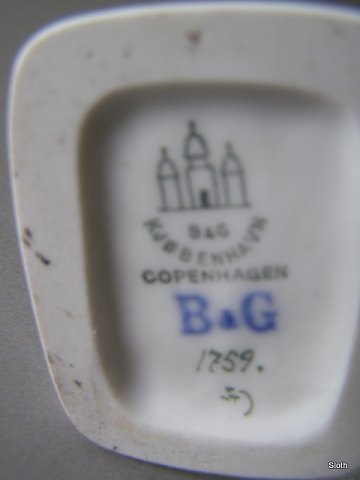 B&G
KJØBENHAVN
COPENHAGEN
B&G
1759.
Sloth